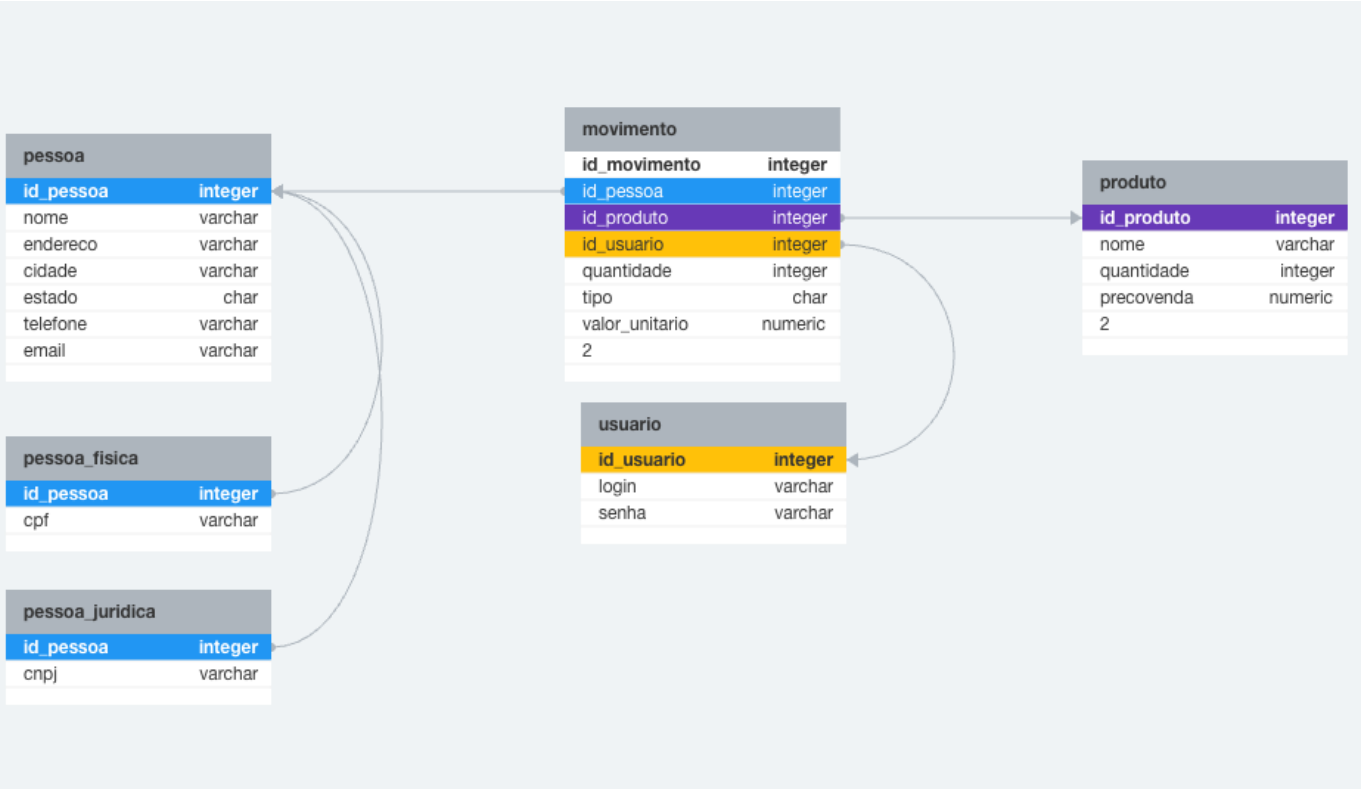 pessoa
id_pessoa integer
nome varchar
endereco varchar
cidade varchar
estado char
telefone varchar
email varchar
pessoa_fisica
id_pessoa integer
cpf varchar
pessoa_juridica
id_pessoa integer
cnpj varchar
movimento
id_movimento integer
id_pessoa integer
id_produto integer
id_usuario integer
quantidade integer
tipo char
valor_unitario numeric
2
usuario
id_usuario integer
login varchar
senha varchar
produto
id_produto integer
nome varchar
quantidade integer
precovenda numeric
2